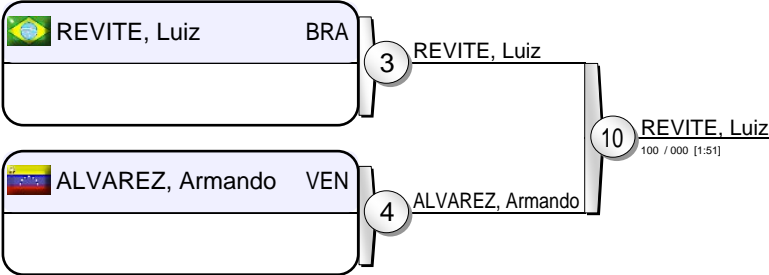 REVITE, Luiz BRA
3
REVITE, Luiz
10
REVITE, Luiz
100 / 000 [1:51]
ALVAREZ, Armando VEN
4
ALVAREZ, Armando